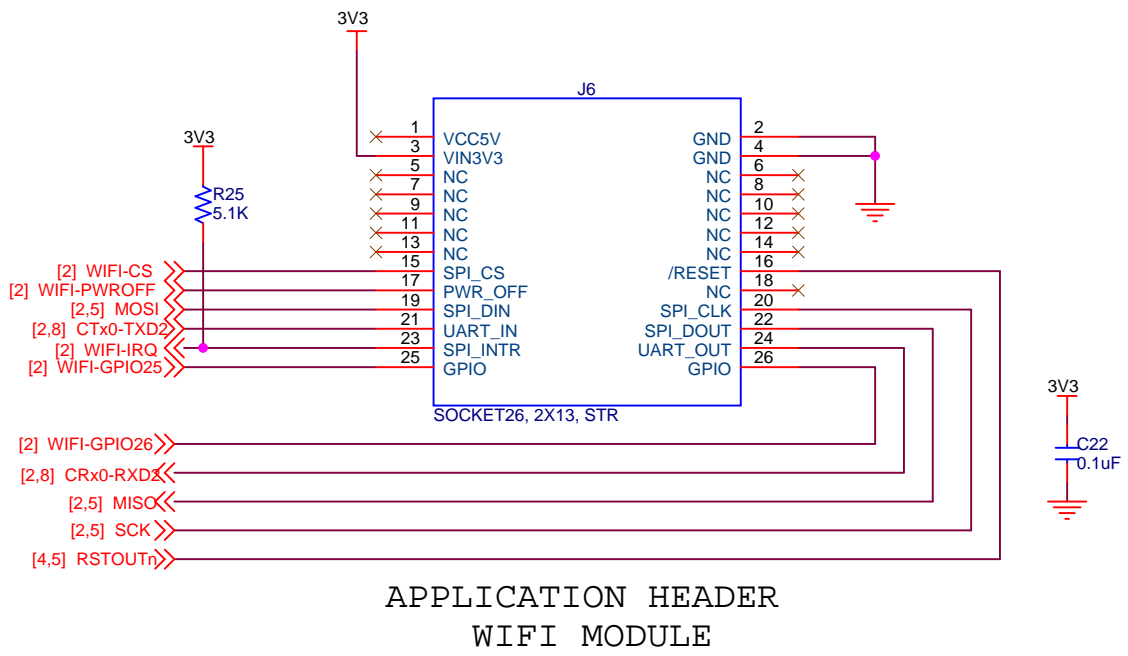 3V3
J6
1 VCC5V GND 2
3 VIN3V3 GND 4
5 NC NC 6
7 NC NC 8
9 NC NC 10
11 NC NC 12
13 NC NC 14
15 SPI_CS /RESET 16
17 PWR_OFF NC 18
19 SPI_DIN SPI_CLK 20
21 UART_IN SPI_DOUT 22
23 SPI_INTR UART_OUT 24
25 GPIO GPIO 26
SOCKET26, 2X13, STR
3V3
R25
5.1K
[2] WIFI-CS
[2] WIFI-PWROFF
[2,5] MOSI
[2,8] CTx0-TXD2
[2] WIFI-IRQ
[2] WIFI-GPIO25
[2] WIFI-GPIO26
[2,8] CRx0-RXD2
[2,5] MISO
[2,5] SCK
[4,5] RSTOUTn
3V3
C22
0.1uF
APPLICATION HEADER
WIFI MODULE